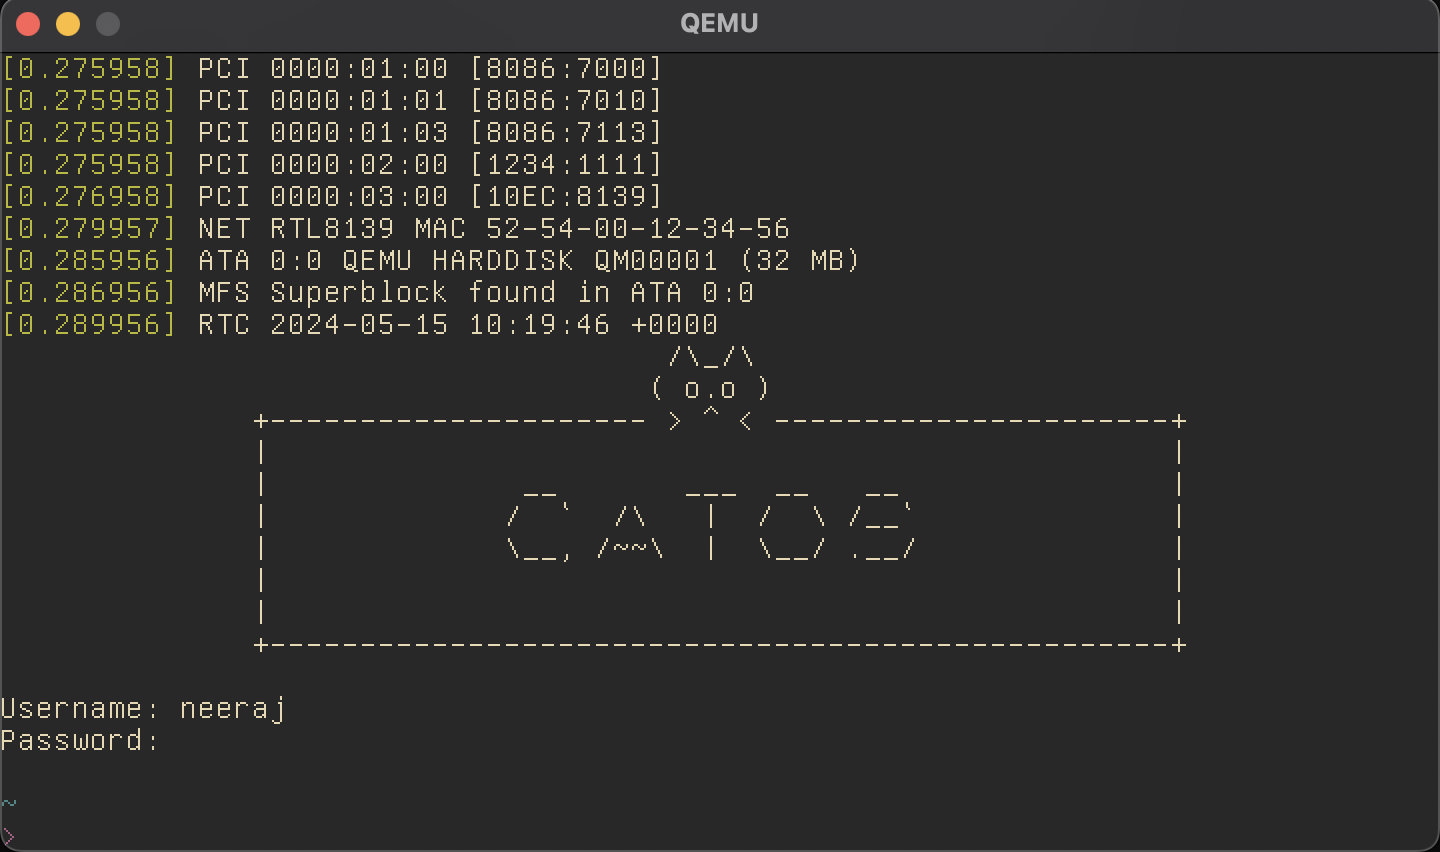 QEMU
[0.275958] PCI 0000:01:00 [8086:7000]
[0.275958] PCI 0000:01:01 [8086:7010]
[0.275958] PCI 0000:01:03 [8086:7113]
[0.275958] PCI 0000:02:00 [1234:1111]
[0.276958] PCI 0000:03:00 [10EC:8139]
[0.279957] NET RTL8139 MAC 52-54-00-12-34-56
[0.285956] ATA 0:0 QEMU HARDDISK QM00001 (32 MB)
[0.286956] MFS Superblock found in ATA 0:0
[0.289956] RTC 2024-05-15 10:19:46 +0000
CATOS
Username: neeraj
Password:
~
>